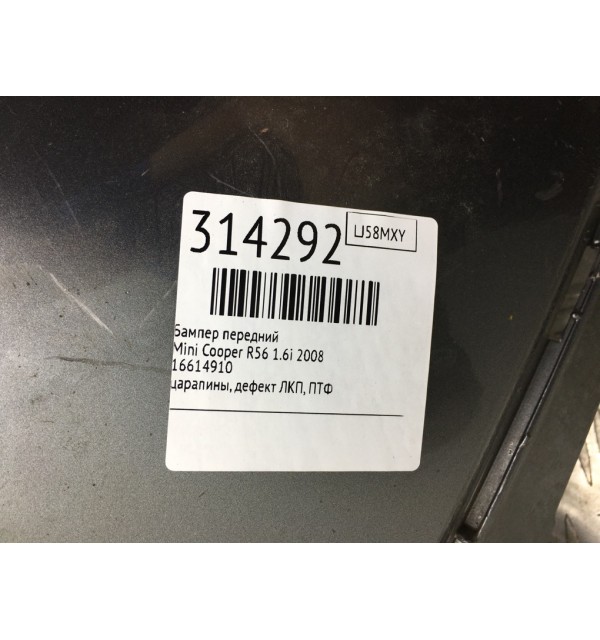 314292
LJ58MXY
Бампер передний
Mini Cooper R56 1.6i 2008
16614910
царапины, дефект ЛКП, ПТФ